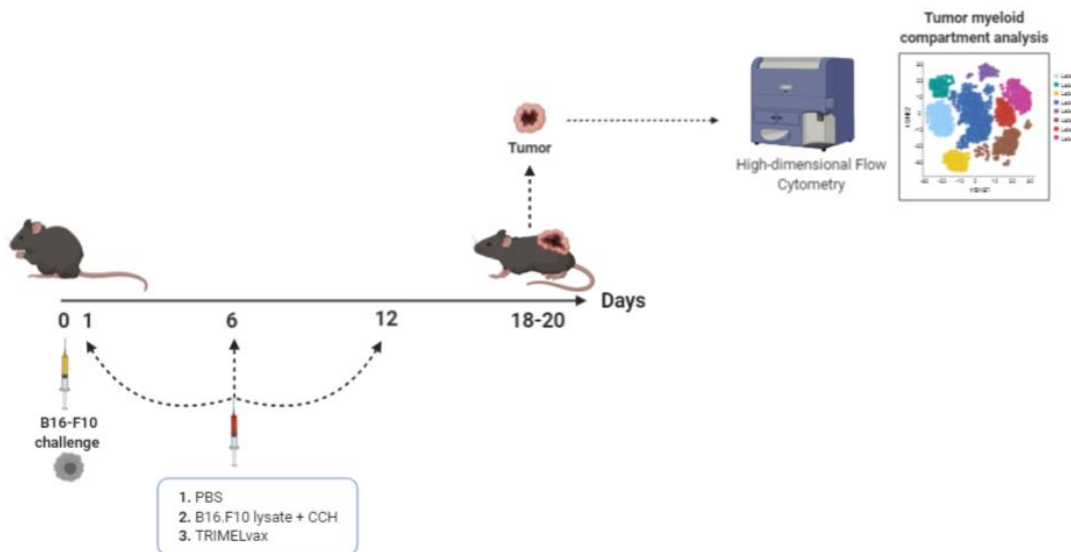 Tumor myeloid
compartment analysis
Tumor
High-dimensional Flow
Cytometry
Days
0 1 6 12 18-20
B16-F10
challenge
1. PBS
2. B16.F10 lysate + CCH
3. TRIMELvax